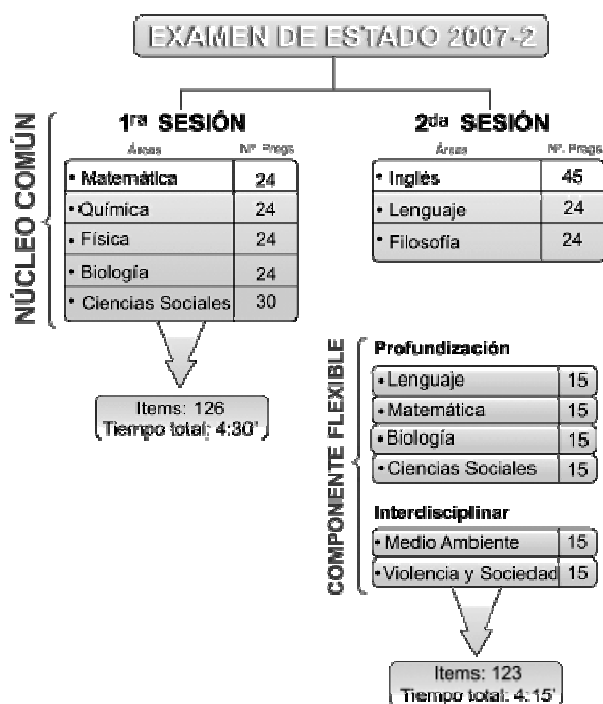 EXAMEN DE ESTADO 2007-2
NÚCLEO COMÚN
1ra SESIÓN
Áreas Nº. Pregs
• Matemática 24
• Química 24
• Física 24
• Biología 24
• Ciencias Sociales 30
Items: 126
Tiempo total: 4:30'
2da SESIÓN
Áreas Nº. Pregs
• Inglés 45
• Lenguaje 24
• Filosofía 24
COMPONENTE FLEXIBLE
Profundización
• Lenguaje 15
• Matemática 15
• Biología 15
• Ciencias Sociales 15
Interdisciplinar
• Medio Ambiente 15
• Violencia y Sociedad 15
Items: 123
Tiempo total: 4:15'